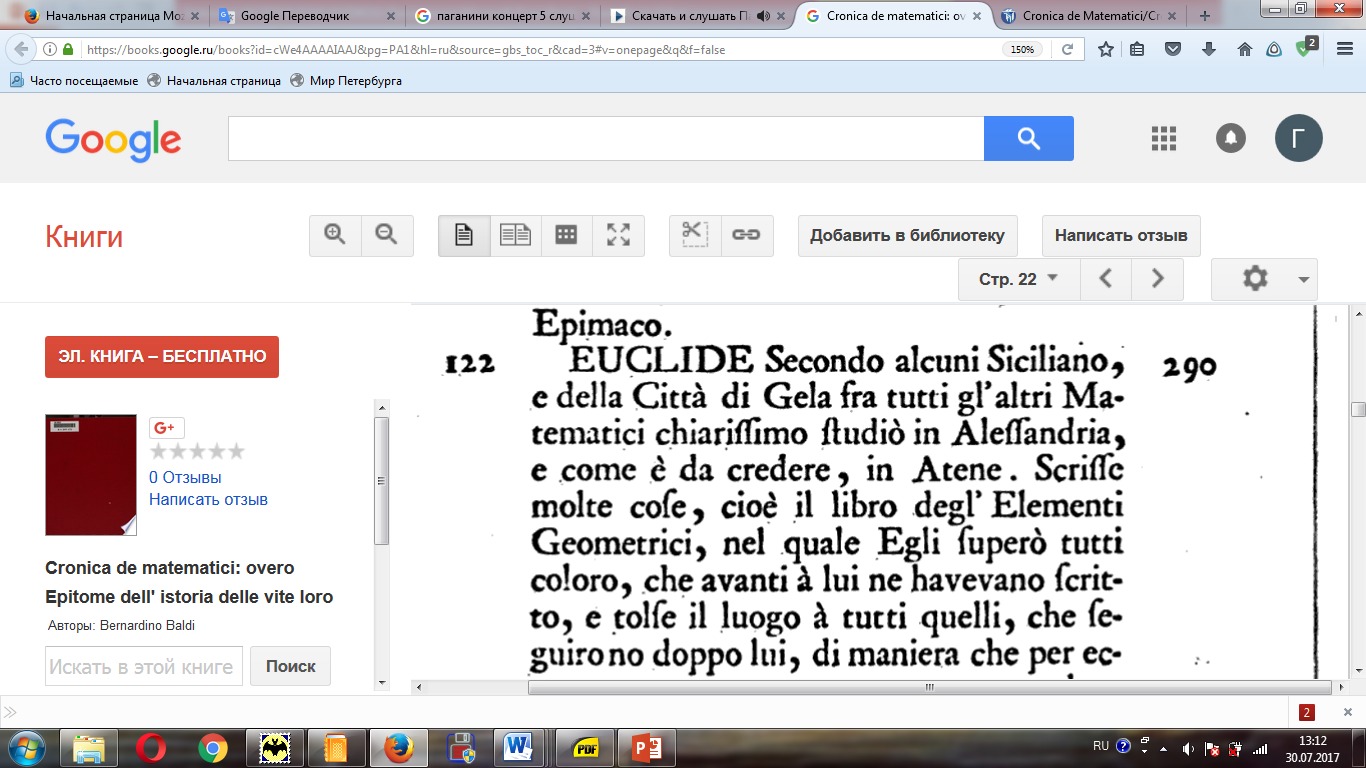 Начальная страница Moz
Google Переводчик
паганини концерт 5 слуш
Скачать и слушать Па
Cronica de matematici: ov
Cronica de Matematici/Cr
https://books.google.ru/books?id=cWe4AAAAIAAJ&pg=PA1&hl=ru&source=gbs_toc_r&cad=3#v=onepage&q&f=false
150%
2
Часто посещаемые
Начальная страница
Мир Петербурга
Google
Г
Книги
Добавить в библиотеку
Написать отзыв
Стр. 22
ЭЛ. КНИГА – БЕСПЛАТНО
G+
0 Отзывы
Написать отзыв
Cronica de matematici: overo
Epitome dell' istoria delle vite loro
Авторы: Bernardino Baldi
Искать в этой книге
Поиск
Epimaco.
122 EUCLIDE Secondo alcuni Siciliano, 290
e della Città di Gela fra tutti gl'altri Ma-
tematici chiariſſimo ſtudiò in Aleſſandria,
e come è da credere, in Atene. Scriſſe
molte coſe, cioè il libro degl' Elementi
Geometrici, nel quale Egli ſuperò tutti
coloro, che avanti à lui ne havevano ſcrit-
to, e tolſe il luogo à tutti quelli, che ſe-
guirono doppo lui, di maniera che per ec-
2
W
PDF
P
RU
13:12
30.07.2017